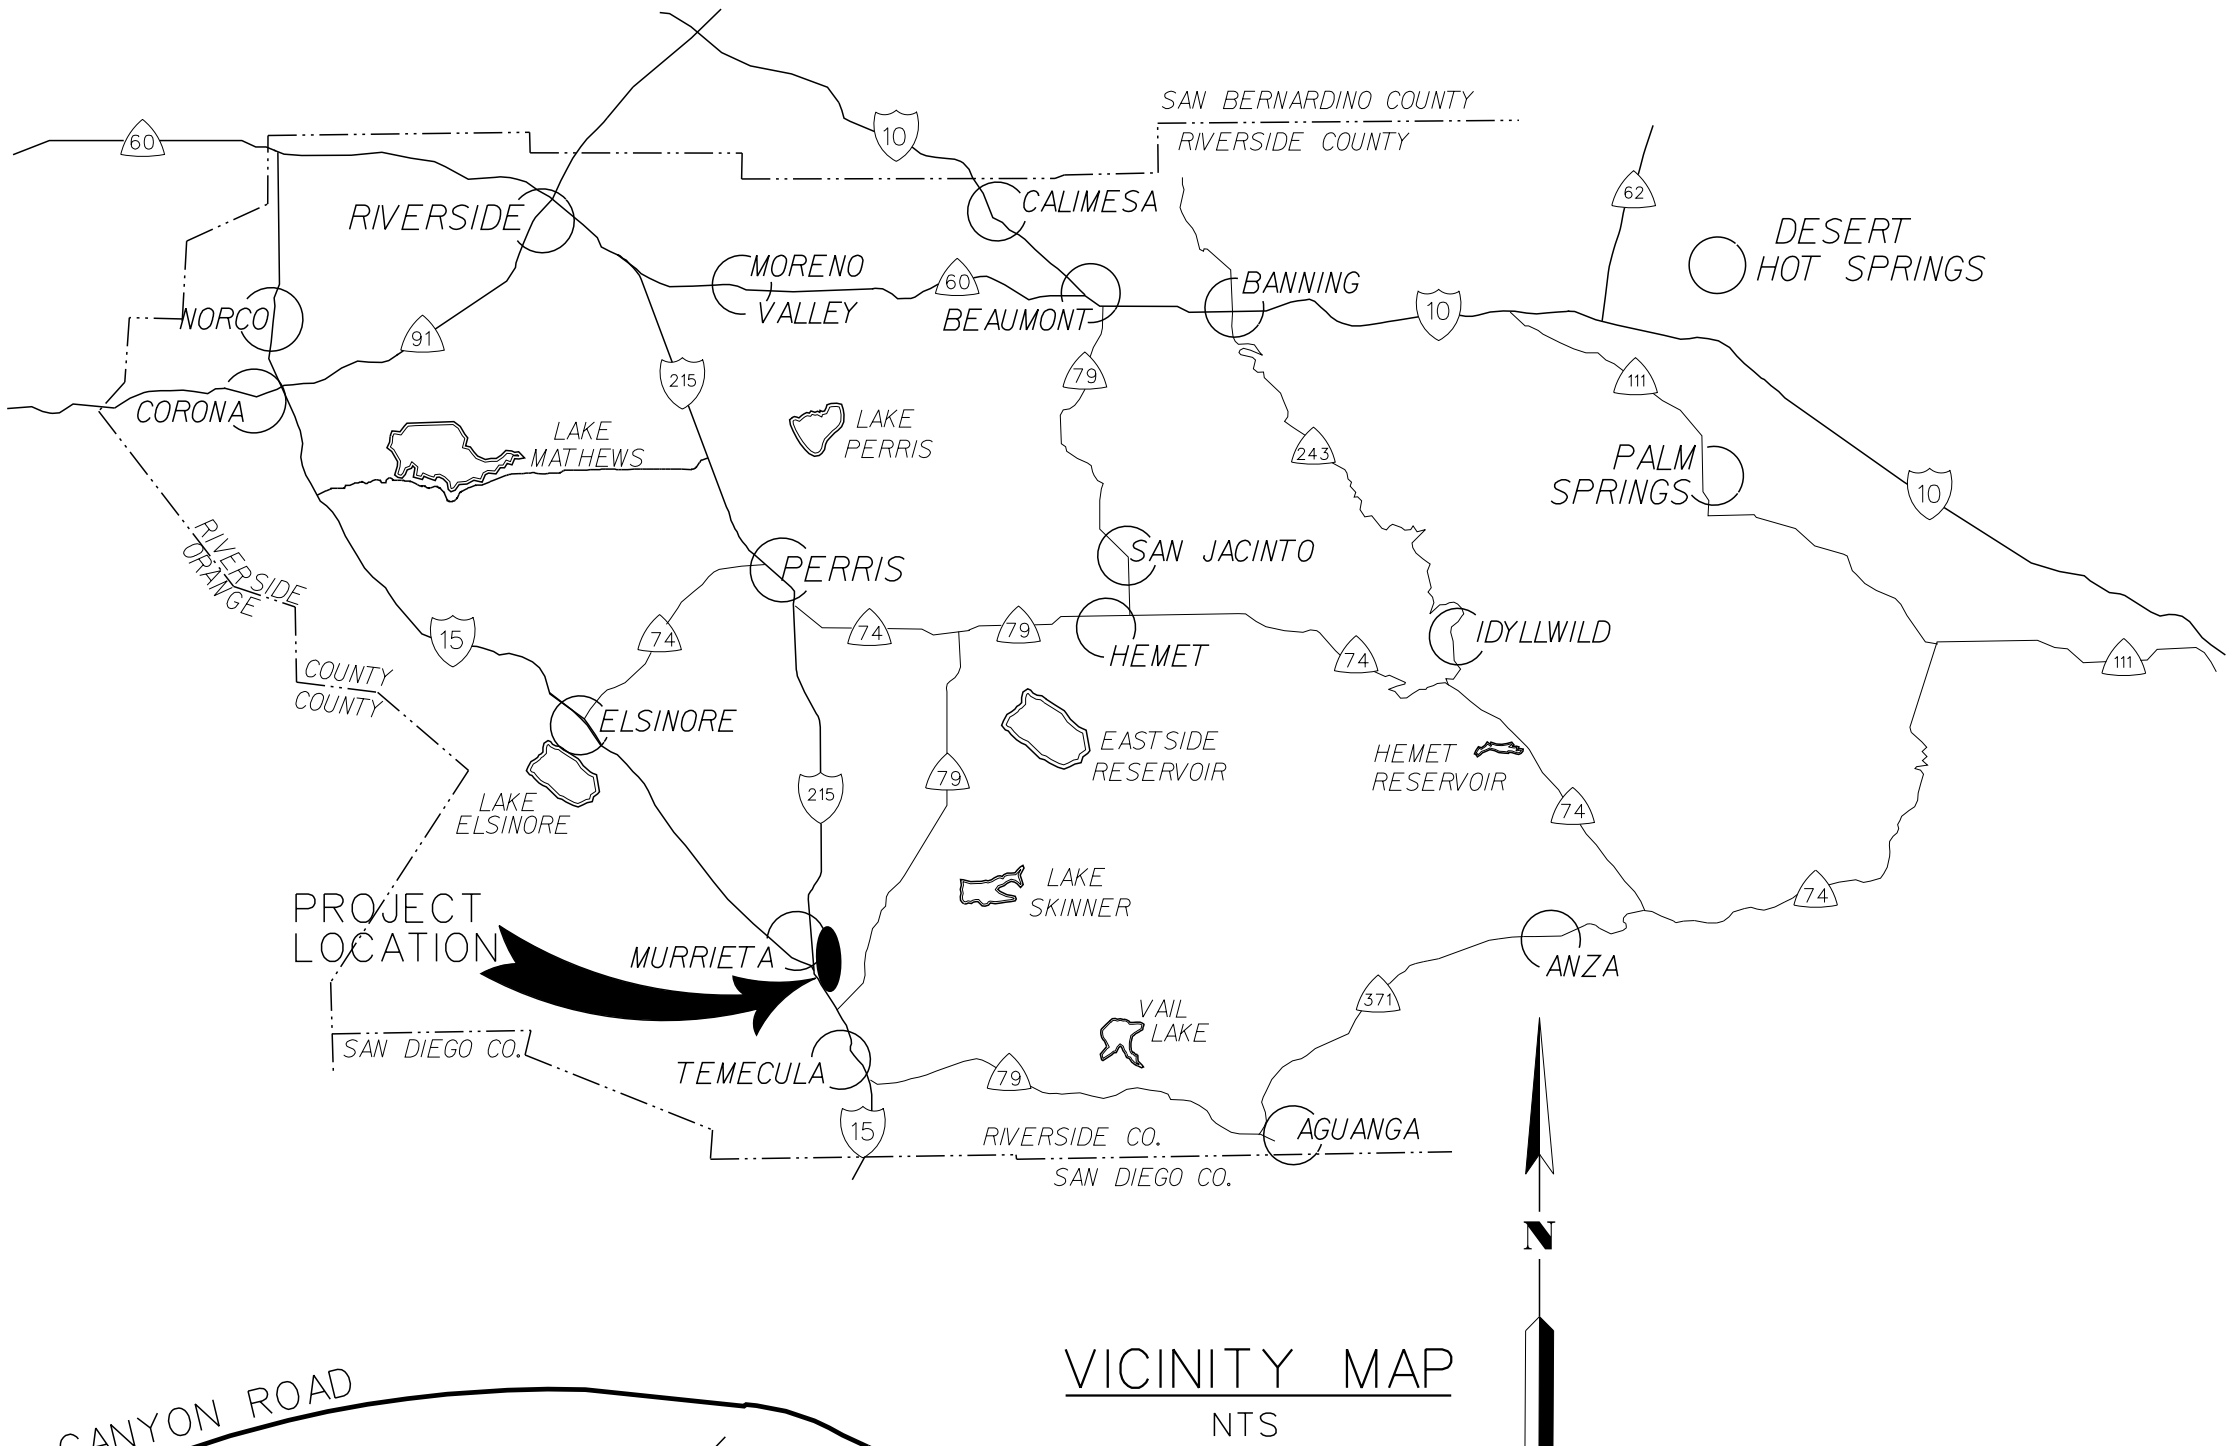 SAN BERNARDINO COUNTY
RIVERSIDE COUNTY
60
10
62
CALIMESA
RIVERSIDE
DESERT
HOT SPRINGS
MORENO
VALLEY
60
BANNING
BEAUMONT
10
NORCO
91
215
79
111
CORONA
LAKE
MATHEWS
LAKE
PERRIS
243
PALM
SPRINGS
10
RIVERSIDE
ORANGE
PERRIS
SAN JACINTO
15
74
74
79
HEMET
IDYLLWILD
74
111
COUNTY
COUNTY
ELSINORE
EASTSIDE
RESERVOIR
HEMET
RESERVOIR
79
215
74
LAKE
ELSINORE
LAKE
SKINNER
74
PROJECT
LOCATION
MURRIETA
ANZA
371
VAIL
LAKE
SAN DIEGO CO.
TEMECULA
79
15
RIVERSIDE CO.
AGUANGA
SAN DIEGO CO.
N
VICINITY MAP
NTS
CANYON ROAD